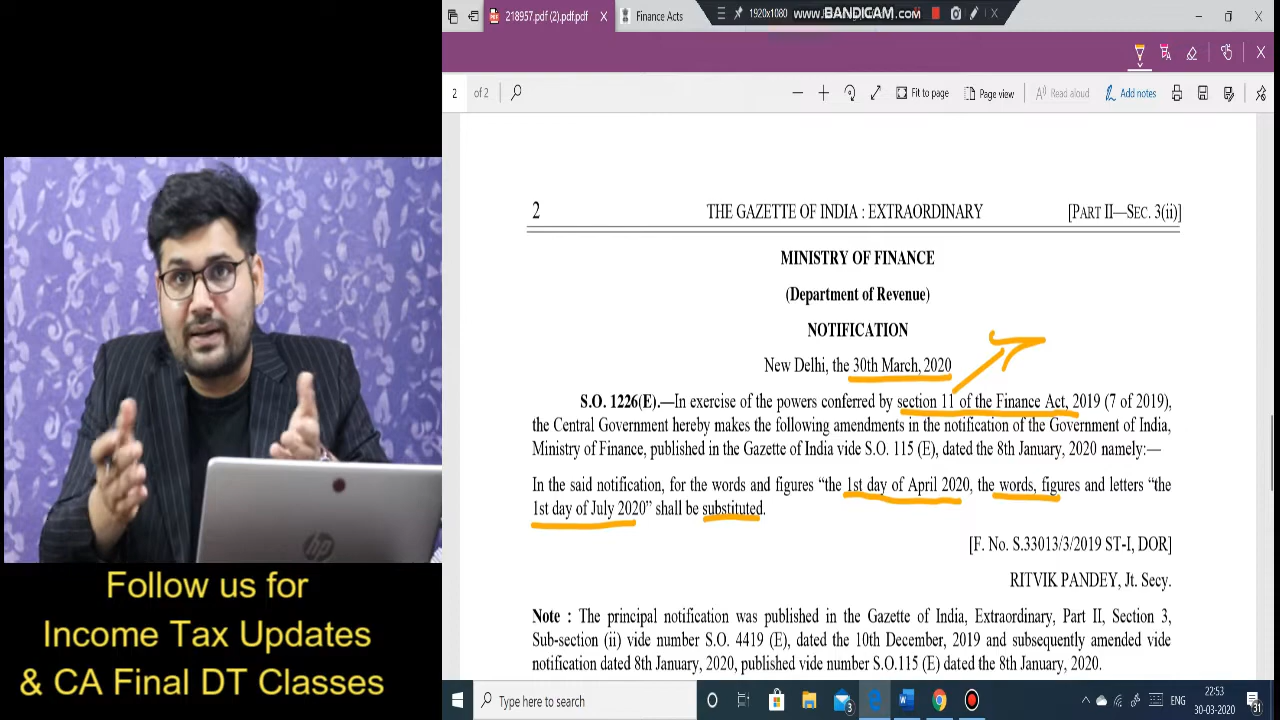 218957.pdf (2).pdf.pdf
Finance Acts
1920x1080
WWW.BANDICAM.COM
2 of 2
Fit to page
Page view
Read aloud
Add notes
2 THE GAZETTE OF INDIA : EXTRAORDINARY [PART II—SEC. 3(ii)]
MINISTRY OF FINANCE
(Department of Revenue)
NOTIFICATION
New Delhi, the 30th March, 2020
S.O. 1226(E).—In exercise of the powers conferred by section 11 of the Finance Act, 2019 (7 of 2019),
the Central Government hereby makes the following amendments in the notification of the Government of India,
Ministry of Finance, published in the Gazette of India vide S.O. 115 (E), dated the 8th January, 2020 namely:—
In the said notification, for the words and figures “the 1st day of April 2020, the words, figures and letters “the
1st day of July 2020” shall be substituted.
[F. No. S.33013/3/2019 ST-I, DOR]
RITVIK PANDEY, Jt. Secy.
Note : The principal notification was published in the Gazette of India, Extraordinary, Part II, Section 3,
Sub-section (ii) vide number S.O. 4419 (E), dated the 10th December, 2019 and subsequently amended vide
notification dated 8th January, 2020, published vide number S.O.115 (E) dated the 8th January, 2020.
hp
Follow us for
Income Tax Updates
& CA Final DT Classes
Type here to search
3
ENG
22:53
30-03-2020
31